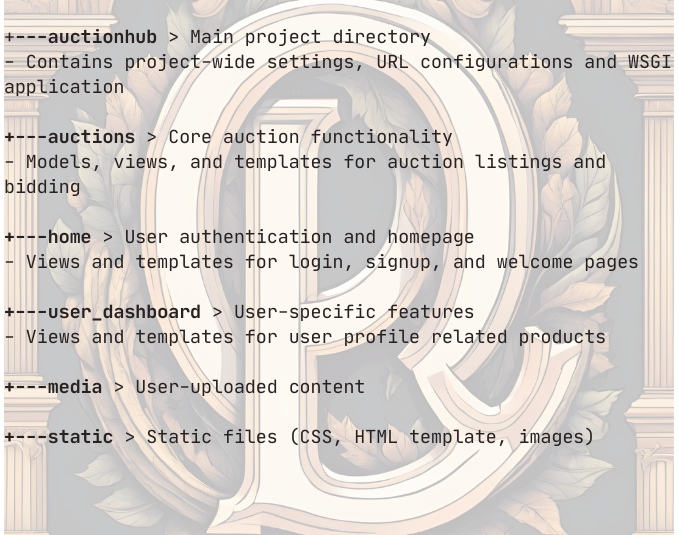 +---auctionhub > Main project directory
- Contains project-wide settings, URL configurations and WSGI
application
+---auctions > Core auction functionality
- Models, views, and templates for auction listings and
bidding
+---home > User authentication and homepage
- Views and templates for login, signup, and welcome pages
+---user_dashboard > User-specific features
- Views and templates for user profile related products
+---media > User-uploaded content
+---static > Static files (CSS, HTML template, images)